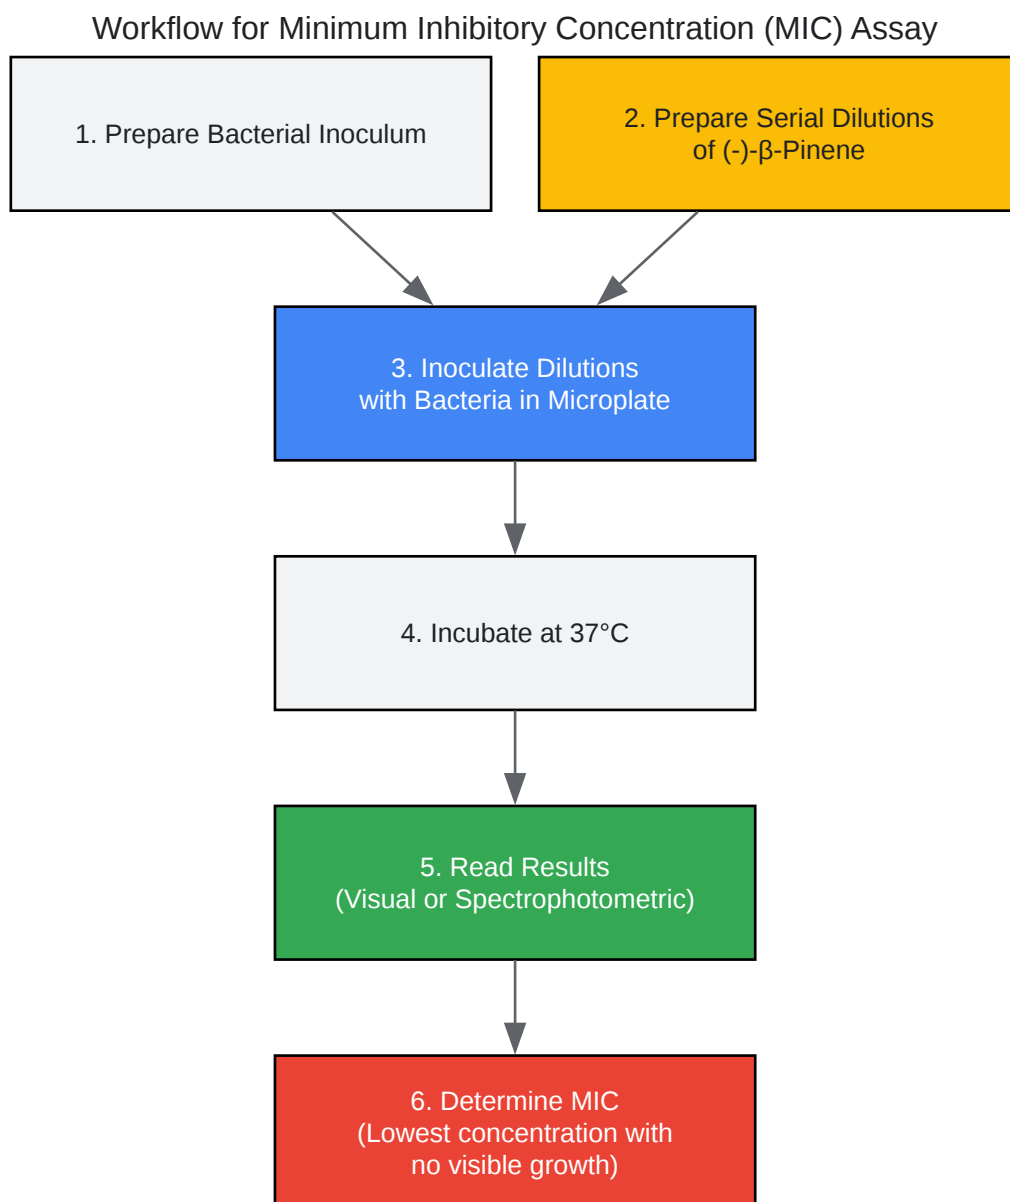 Workflow for Minimum Inhibitory Concentration (MIC) Assay
1. Prepare Bacterial Inoculum
2. Prepare Serial Dilutions
of (-)-β-Pinene
3. Inoculate Dilutions
with Bacteria in Microplate
4. Incubate at 37°C
5. Read Results
(Visual or Spectrophotometric)
6. Determine MIC
(Lowest concentration with
no visible growth)